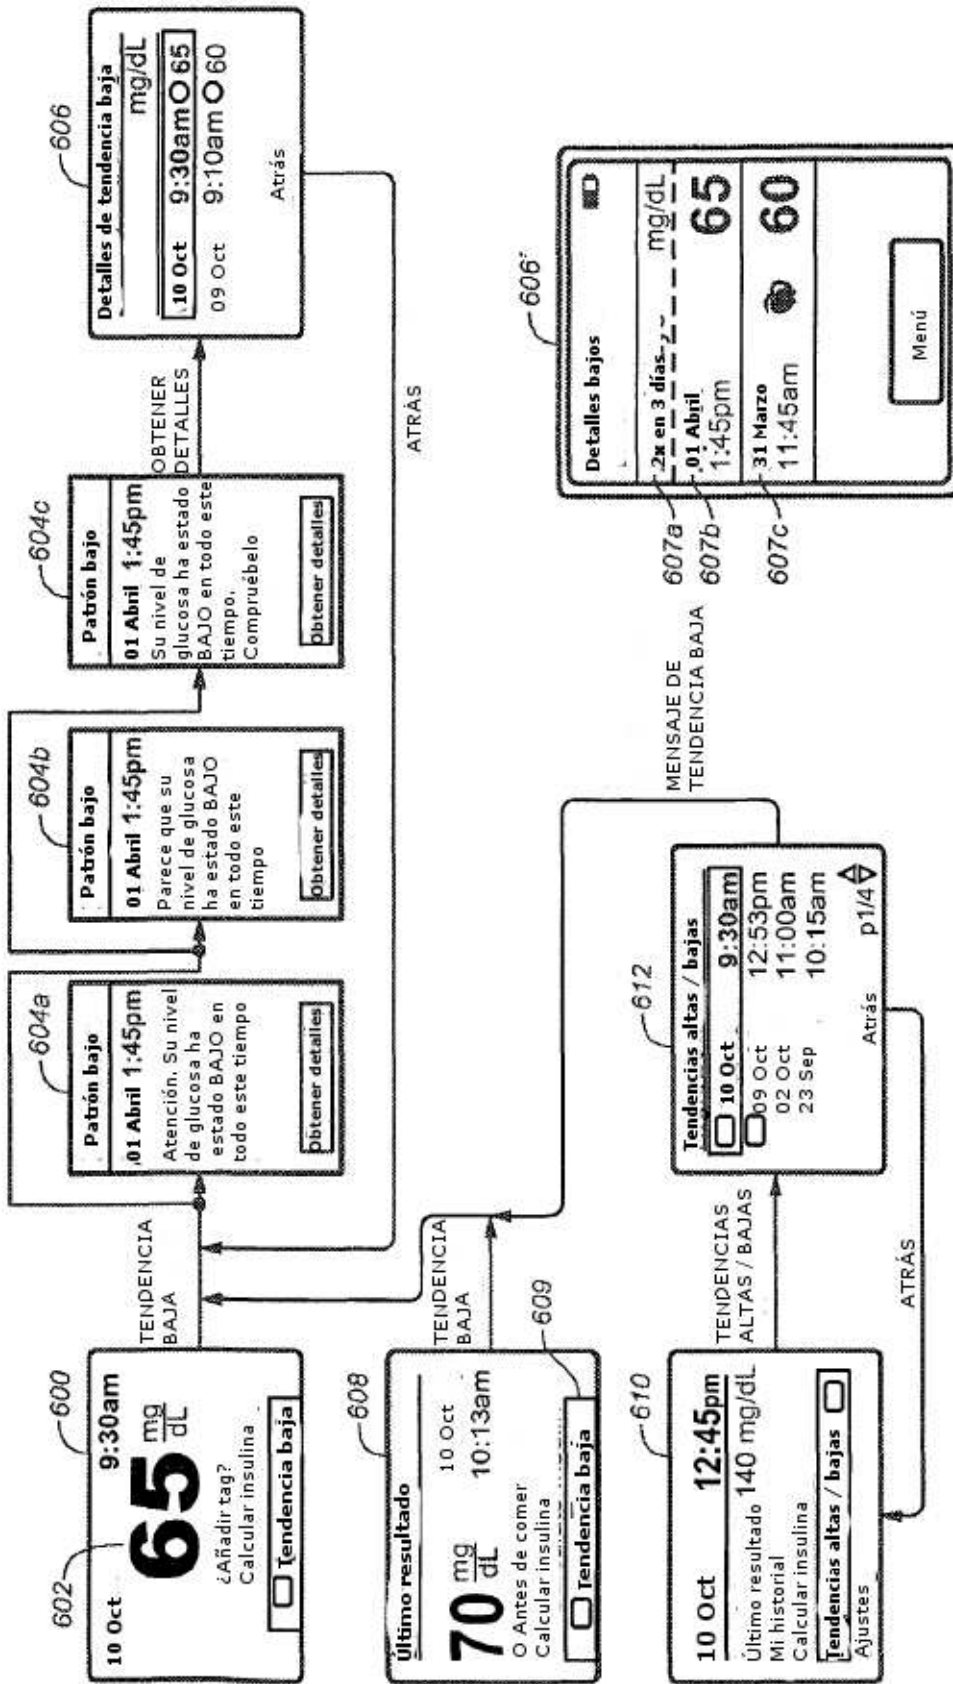 10 Oct 9:30am
65 mg/dL
¿Añadir tag?
Calcular insulina
Tendencia baja
600
602
TENDENCIA
BAJA
Patrón bajo
01 Abril 1:45pm
Atención. Su nivel
de glucosa ha
estado BAJO en
todo este tiempo
Obtener detalles
604a
Patrón bajo
01 Abril 1:45pm
Parece que su
nivel de glucosa
ha estado BAJO
en todo este
tiempo
Obtener detalles
604b
Patrón bajo
01 Abril 1:45pm
Su nivel de
glucosa ha estado
BAJO en todo este
tiempo.
Compruébelo
Obtener detalles
604c
OBTENER
DETALLES
Detalles de tendencia baja
mg/dL
10 Oct 9:30am O 65
09 Oct 9:10am O 60
Atrás
606
ATRÁS
Último resultado
70 mg/dL
10 Oct
10:13am
O Antes de comer
Calcular insulina
Tendencia baja
608
609
TENDENCIA
BAJA
10 Oct 12:45pm
Último resultado 140 mg/dL
Mi historial
Calcular insulina
Tendencias altas / bajas
Ajustes
610
TENDENCIAS
ALTAS / BAJAS
Tendencias altas / bajas
10 Oct 9:30am
09 Oct 12:53pm
02 Oct 11:00am
23 Sep 10:15am
Atrás p1/4
612
ATRÁS
MENSAJE DE
TENDENCIA BAJA
Detalles bajos
2x en 3 días mg/dL
01 Abril
1:45pm 65
31 Marzo
11:45am 60
Menú
606'
607a
607b
607c